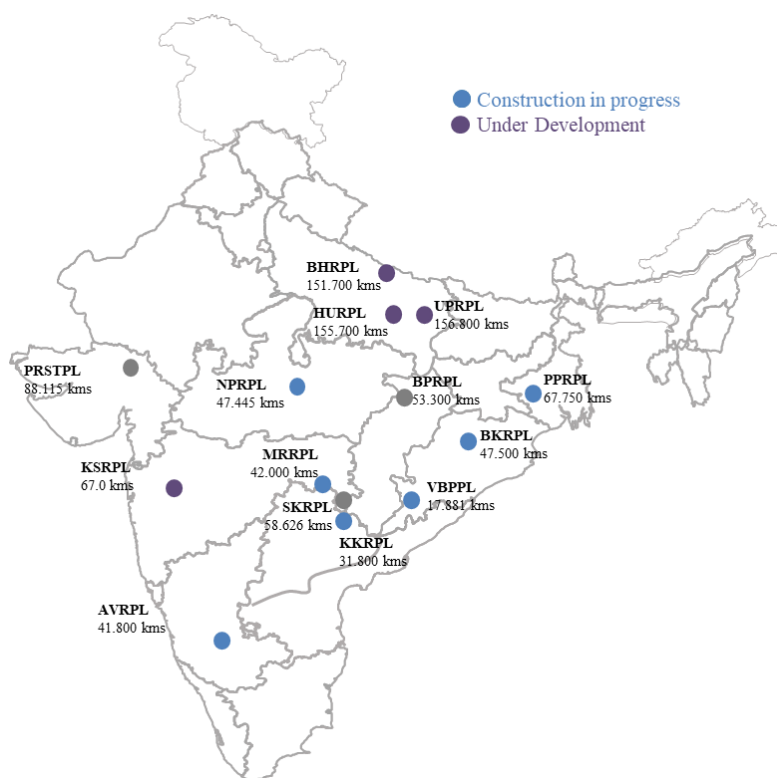 Construction in progress
Under Development
BHRPL
151.700 kms
HURPL
155.700 kms
UPRPL
156.800 kms
PRSTPL
88.115 kms
NPRPL
47.445 kms
BPRPL
53.300 kms
PPRPL
67.750 kms
BKRPL
47.500 kms
MRRPL
42.000 kms
KSRPL
67.0 kms
VBPPL
17.881 kms
SKRPL
58.626 kms
KKRPL
31.800 kms
AVRPL
41.800 kms